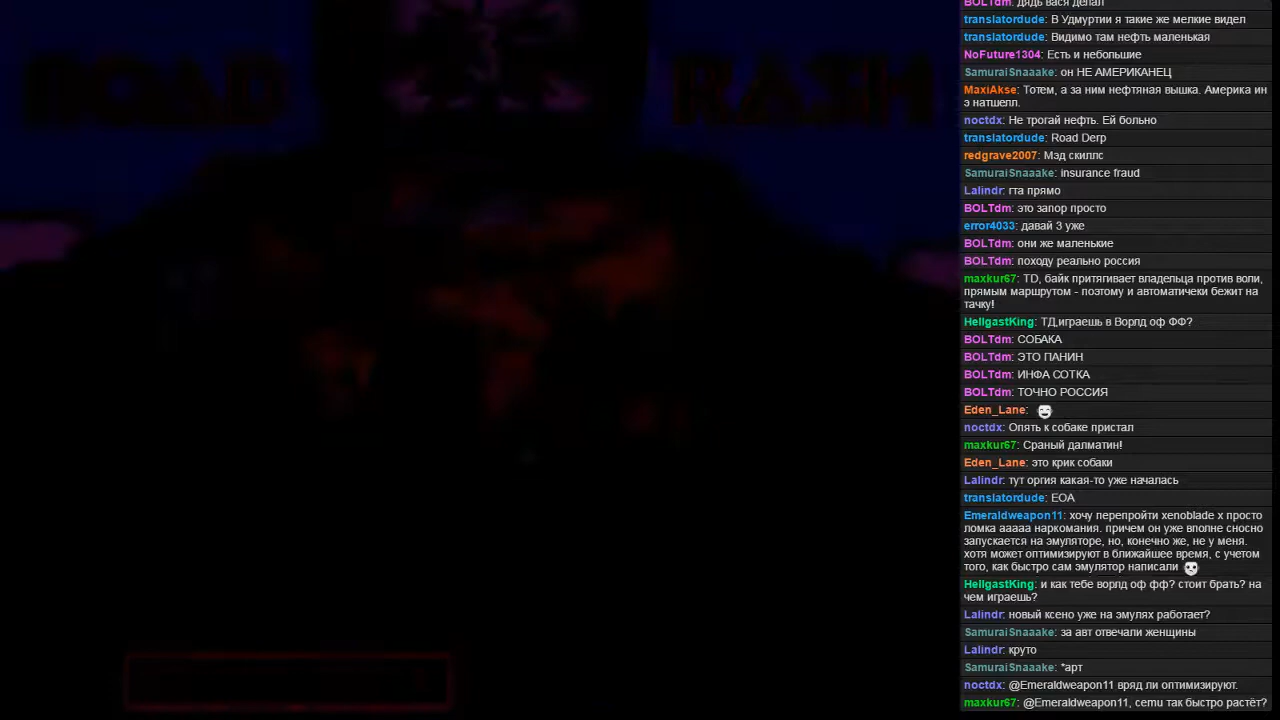 BOLTdm: дядь вася делал
translatordude: В Удмуртии я такие же мелкие видел
translatordude: Видимо там нефть маленькая
NoFuture1304: Есть и небольшие
SamuraiSnaaake: он НЕ АМЕРИКАНЕЦ
MaxiAkse: Тотем, а за ним нефтяная вышка. Америка ин
э натшелл.
noctdx: Не трогай нефть. Ей больно
translatordude: Road Derp
redgrave2007: Мэд скиллс
SamuraiSnaaake: insurance fraud
Lalindr: гта прямо
BOLTdm: это запор просто
error4033: давай 3 уже
BOLTdm: они же маленькие
BOLTdm: походу реально россия
maxkur67: TD, байк притягивает владельца против воли,
прямым маршрутом - поэтому и автоматичеки бежит на
тачку!
HellgastKing: ТД,играешь в Ворлд оф ФФ?
BOLTdm: СОБАКА
BOLTdm: ЭТО ПАНИН
BOLTdm: ИНФА СОТКА
BOLTdm: ТОЧНО РОССИЯ
Eden_Lane:
noctdx: Опять к собаке пристал
maxkur67: Сраный далматин!
Eden_Lane: это крик собаки
Lalindr: тут оргия какая-то уже началась
translatordude: ЕОА
Emeraldweapon11: хочу перепройти xenoblade x просто
ломка ааааа наркомания. причем он уже вполне сносно
запускается на эмуляторе, но, конечно же, не у меня.
хотя может оптимизируют в ближайшее время, с учетом
того, как быстро сам эмулятор написали
HellgastKing: и как тебе ворлд оф фф? стоит брать? на
чем играешь?
Lalindr: новый ксено уже на эмулях работает?
SamuraiSnaaake: за авт отвечали женщины
Lalindr: круто
SamuraiSnaaake: *арт
noctdx: @Emeraldweapon11 вряд ли оптимизируют.
maxkur67: @Emeraldweapon11, cemu так быстро растёт?